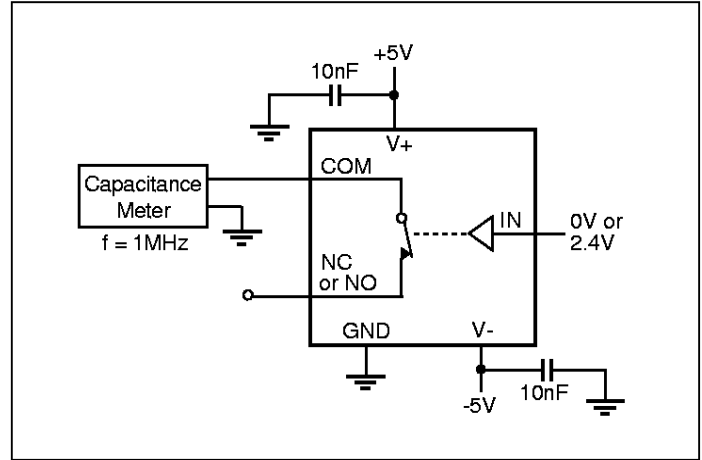 +5V
10nF
V+
COM
Capacitance
Meter
f = 1MHz
IN
0V or
2.4V
NC
or NO
GND
V-
-5V
10nF